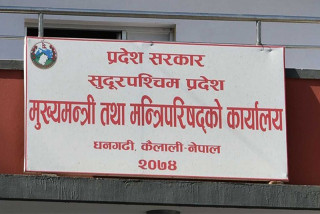 प्रदेश सरकार
सुदूरपश्चिम प्रदेश
मुख्यमन्त्री तथा मन्त्रिपरिषद्को कार्यालय
धनगढी, कैलाली-नेपाल
२०७४